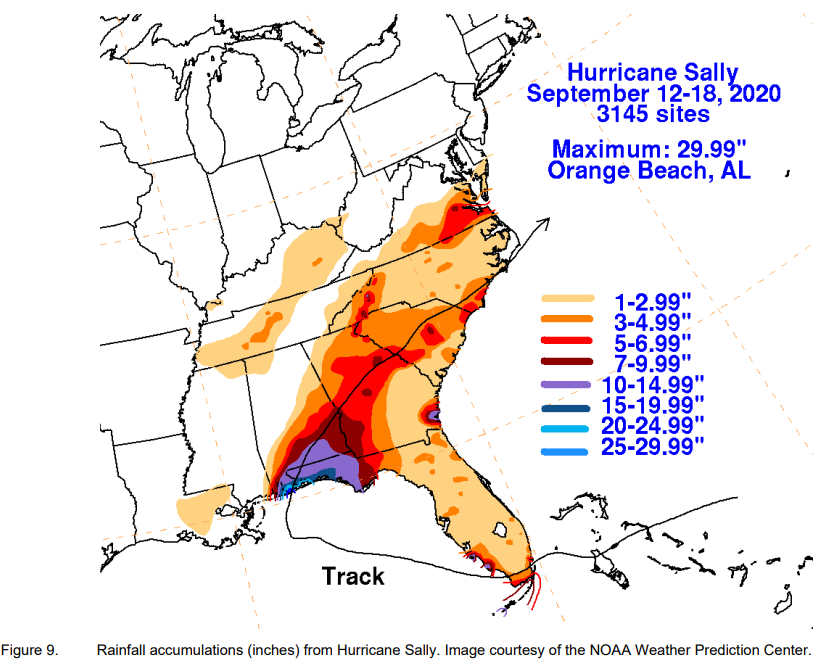 Hurricane Sally
September 12-18, 2020
3145 sites
Maximum: 29.99"
Orange Beach, AL
1-2.99"
3-4.99"
5-6.99"
7-9.99"
10-14.99"
15-19.99"
20-24.99"
25-29.99"
Track
Figure 9. Rainfall accumulations (inches) from Hurricane Sally. Image courtesy of the NOAA Weather Prediction Center.